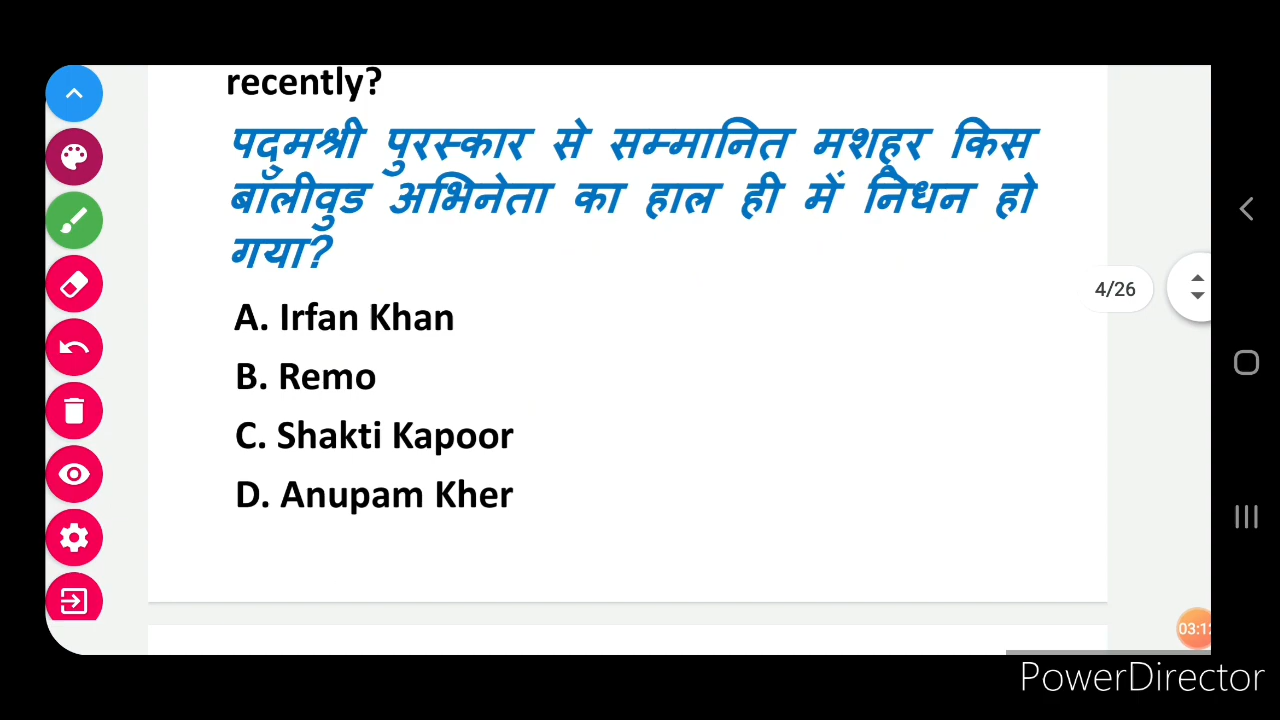 recently?
पद्मश्री पुरस्कार से सम्मानित मशहूर किस
बॉलीवुड अभिनेता का हाल ही में निधन हो
गया?
4/26
A. Irfan Khan
B. Remo
C. Shakti Kapoor
D. Anupam Kher
PowerDirector